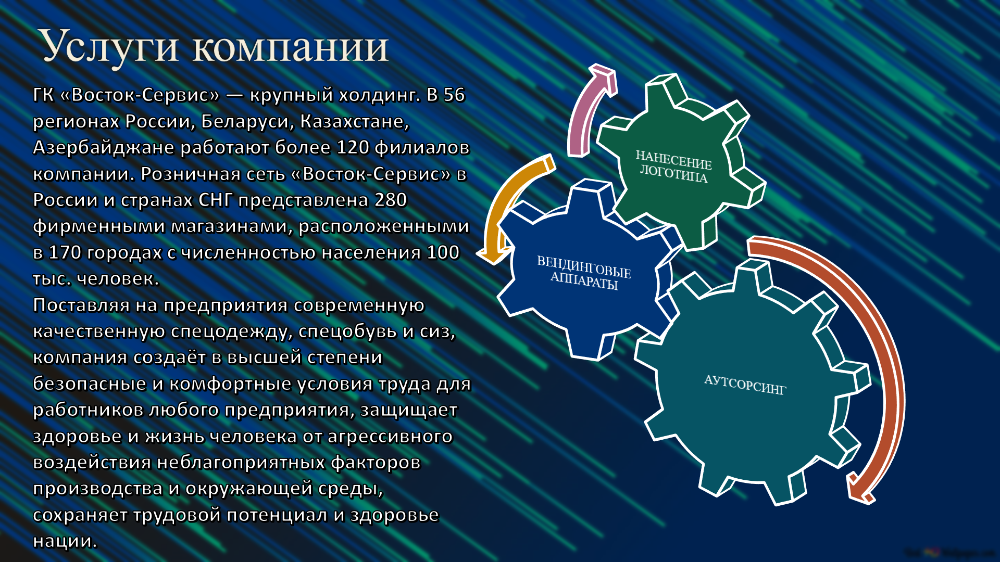 Услуги компании
ГК «Восток-Сервис» — крупный холдинг. В 56
регионах России, Беларуси, Казахстане,
Азербайджане работают более 120 филиалов
компании. Розничная сеть «Восток-Сервис» в
России и странах СНГ представлена 280
фирменными магазинами, расположенными
в 170 городах с численностью населения 100
тыс. человек.
Поставляя на предприятия современную
качественную спецодежду, спецобувь и сиз,
компания создаёт в высшей степени
безопасные и комфортные условия труда для
работников любого предприятия, защищает
здоровье и жизнь человека от агрессивного
воздействия неблагоприятных факторов
производства и окружающей среды,
сохраняет трудовой потенциал и здоровье
нации.
НАНЕСЕНИЕ
ЛОГОТИПА
ВЕНДИНГОВЫЕ
АППАРАТЫ
АУТСОРСИНГ